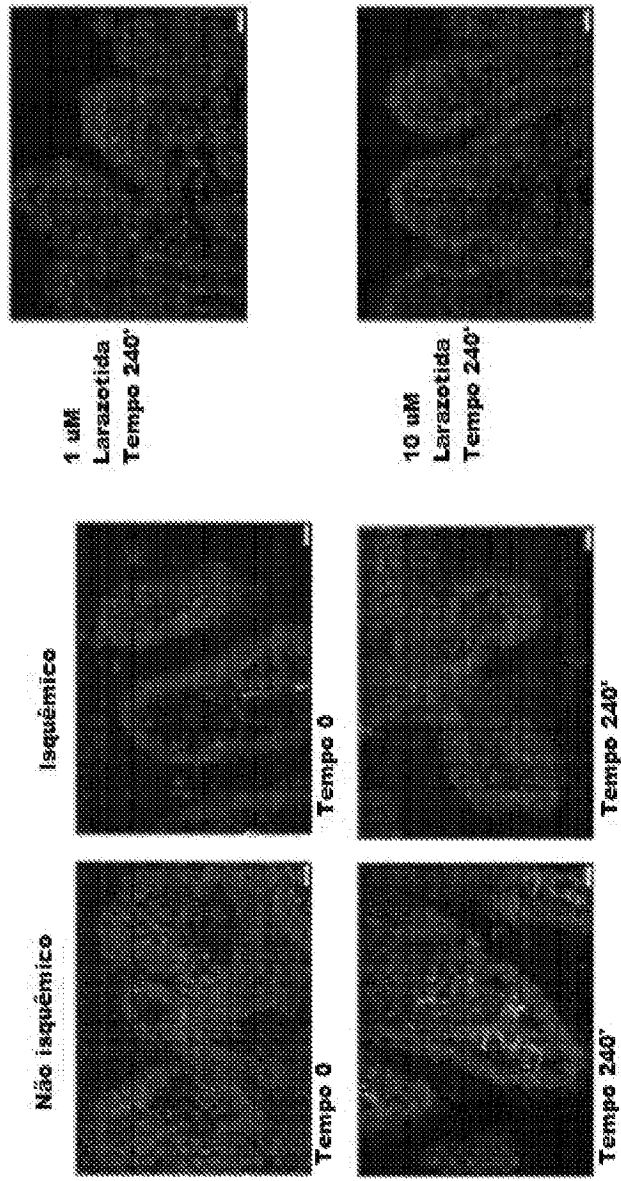 Não isquêmico
Isquêmico
Tempo 0
Tempo 0
Tempo 240'
Tempo 240'
1 uM
Larazotida
Tempo 240'
10 uM
Larazotida
Tempo 240'